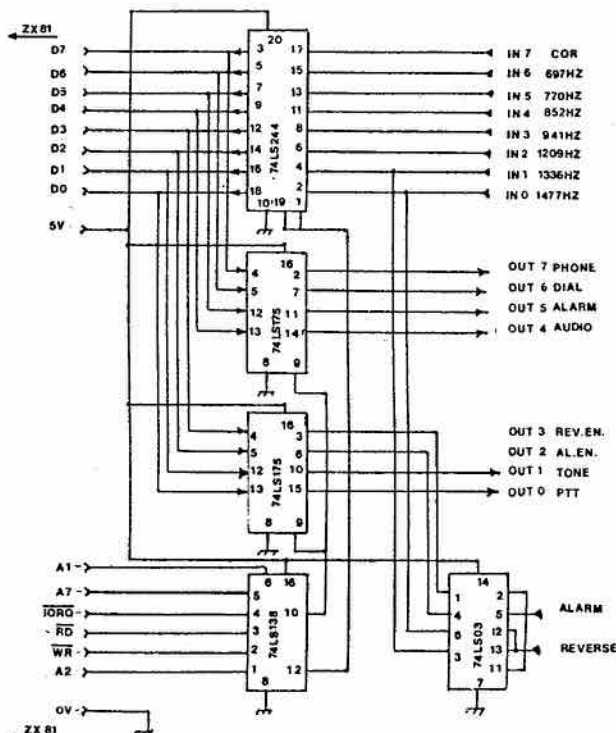 ZX81
D7 3 20 17 IN 7 COR
D6 5 15 IN 6 697HZ
D5 7 13 IN 5 770HZ
D4 9 11 IN 4 852HZ
D3 12 8 IN 3 941HZ
D2 14 6 IN 2 1209HZ
D1 16 4 IN 1 1336HZ
D0 18 2 IN 0 1477HZ
74LS244
10 19 1
5V
16
4 2 OUT 7 PHONE
5 7 OUT 6 DIAL
12 11 OUT 5 ALARM
13 14 OUT 4 AUDIO
74LS175
8 9
16
4 3 OUT 3 REV.EN.
5 6 OUT 2 AL.EN.
12 10 OUT 1 TONE
13 15 OUT 0 PTT
74LS175
8 9
A1 6 16 14
A7 5
IORQ 4 10
RD 3
WR 2
A2 1 12
74LS138
8
1 2
4 5 ALARM
6 12
3 13 REVERSE
11
74LS03
7
0V
ZX81